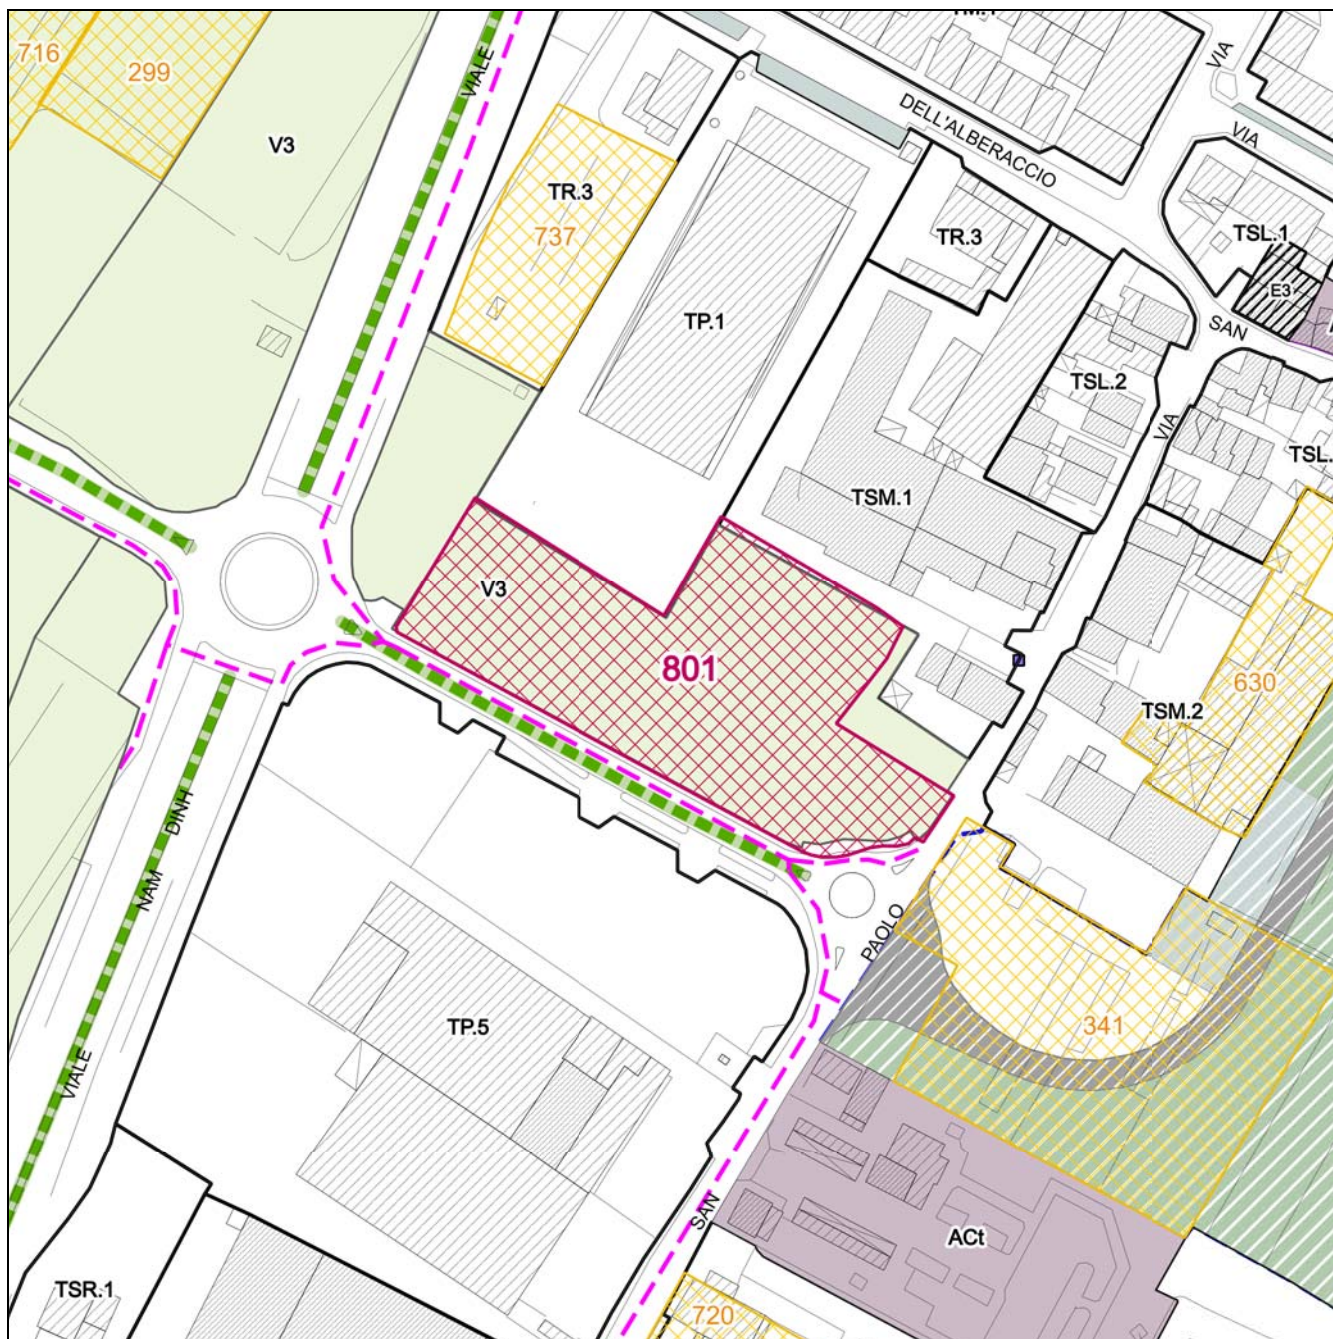 716
299
V3
VIALE
TR.3
737
DELL'ALBERACCIO
VIA
VIA
TSL.1
E3
TR.3
TP.1
SAN
TSL.2
VIA
TSL.
TSM.1
V3
801
630
TSM.2
NAM DINH
PAOLO
341
TP.5
VIALE
SAN
ACt
TSR.1
720